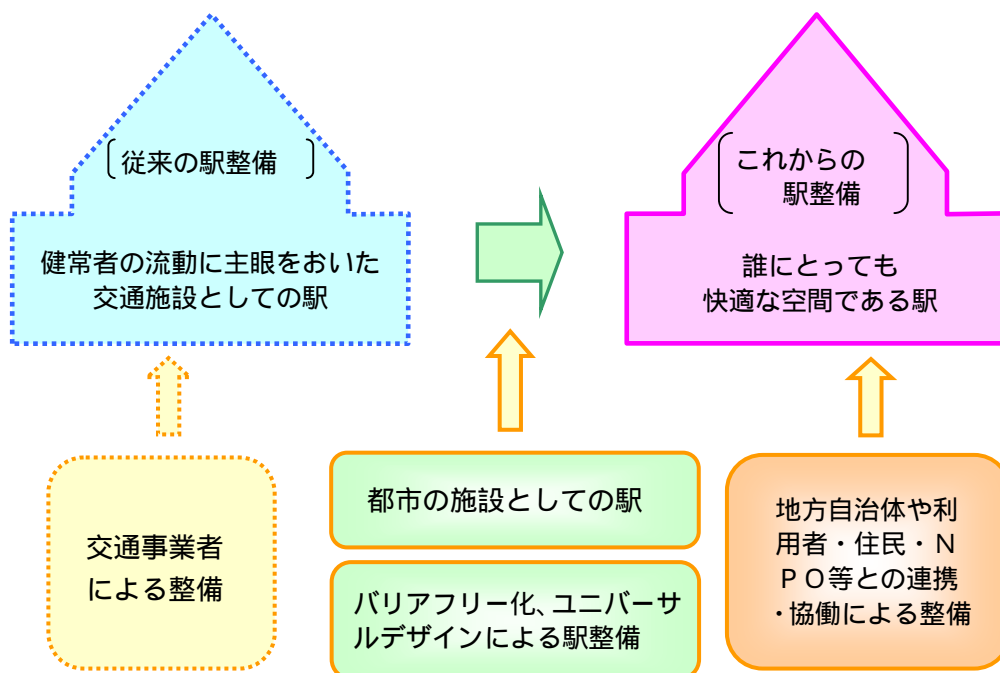 〔従来の駅整備〕
健常者の流動に主眼をおいた
交通施設としての駅
これからの
駅整備
誰にとっても
快適な空間である駅
交通事業者
による整備
都市の施設としての駅
バリアフリー化、ユニバーサ
ルデザインによる駅整備
地方自治体や利
用者・住民・Ｎ
ＰＯ等との連携
・協働による整備